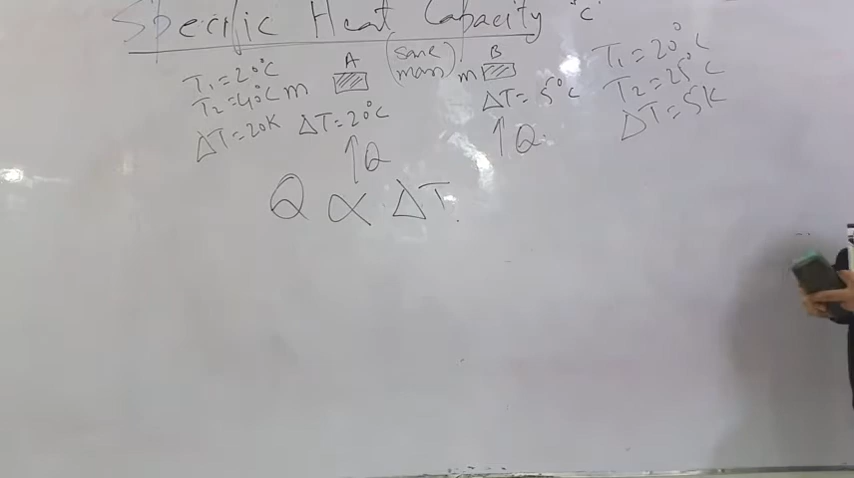 Specific Heat Capacity "c"
A (same mass) B
T₁=20°C
T₂=40°C m
ΔT=20K ΔT=20°C
m
ΔT=5°C
T₁=20°C
T₂=25°C
ΔT=5K
↑Q ↑Q
Q ∝ ΔT